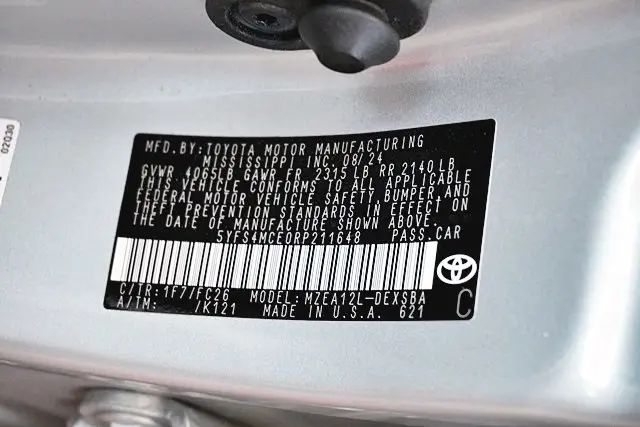 MFD. BY: TOYOTA MOTOR MANUFACTURING
MISSISSIPPI INC. 08/24
GVWR 4065LB GAWR FR 2315 LB RR 2140 LB
THIS VEHICLE CONFORMS TO ALL APPLICABLE
FEDERAL MOTOR VEHICLE SAFETY, BUMPER, AND
THEFT PREVENTION STANDARDS IN EFFECT ON
THE DATE OF MANUFACTURE SHOWN ABOVE.
5YFS4MCE0RP211648 PASS.CAR
C/TR: 1F7/FC26 MODEL: MZEA12L-DEXSBA
A/TM: /K121 MADE IN U.S.A. 621
C
02030